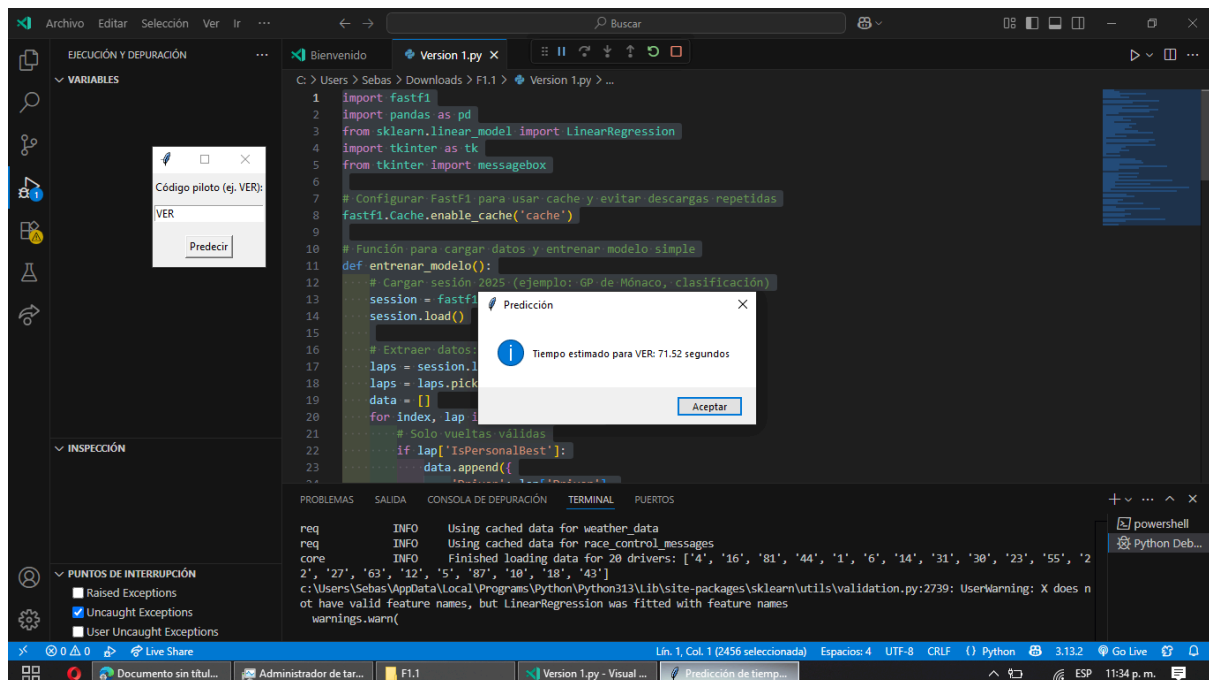 Archivo Editar Selección Ver Ir ···
Buscar
EJECUCIÓN Y DEPURACIÓN ···
Bienvenido
Version 1.py
VARIABLES
C: > Users > Sebas > Downloads > F1.1 > Version 1.py > ...
1 import fastf1
2 import pandas as pd
3 from sklearn.linear_model import LinearRegression
4 import tkinter as tk
5 from tkinter import messagebox
6
7 # Configurar FastF1 para usar cache y evitar descargas repetidas
8 fastf1.Cache.enable_cache('cache')
9
10 # Función para cargar datos y entrenar modelo simple
11 def entrenar_modelo():
12 # Cargar sesión 2025 (ejemplo: GP de Mónaco, clasificación)
13 session = fastf1
14 session.load()
15
16 # Extraer datos:
17 laps = session.l
18 laps = laps.pick
19 data = []
20 for index, lap i
21 # Solo vueltas válidas
22 if lap['IsPersonalBest']:
23 data.append({
Código piloto (ej. VER):
VER
Predecir
Predicción
Tiempo estimado para VER: 71.52 segundos
Aceptar
INSPECCIÓN
PUNTOS DE INTERRUPCIÓN
Raised Exceptions
Uncaught Exceptions
User Uncaught Exceptions
1
PROBLEMAS SALIDA CONSOLA DE DEPURACIÓN TERMINAL PUERTOS
req INFO Using cached data for weather_data
req INFO Using cached data for race_control_messages
core INFO Finished loading data for 20 drivers: ['4', '16', '81', '44', '1', '6', '14', '31', '30', '23', '55', '2
2', '27', '63', '12', '5', '87', '10', '18', '43']
c:\Users\Sebas\AppData\Local\Programs\Python\Python313\Lib\site-packages\sklearn\utils\validation.py:2739: UserWarning: X does n
ot have valid feature names, but LinearRegression was fitted with feature names
warnings.warn(
powershell
Python Deb...
0 0 Live Share
Lín. 1, Col. 1 (2456 seleccionada) Espacios: 4 UTF-8 CRLF {} Python 3.13.2 Go Live
Documento sin títul...
Administrador de tar...
F1.1
Version 1.py - Visual ...
Predicción de tiemp...
ESP
11:34 p. m.